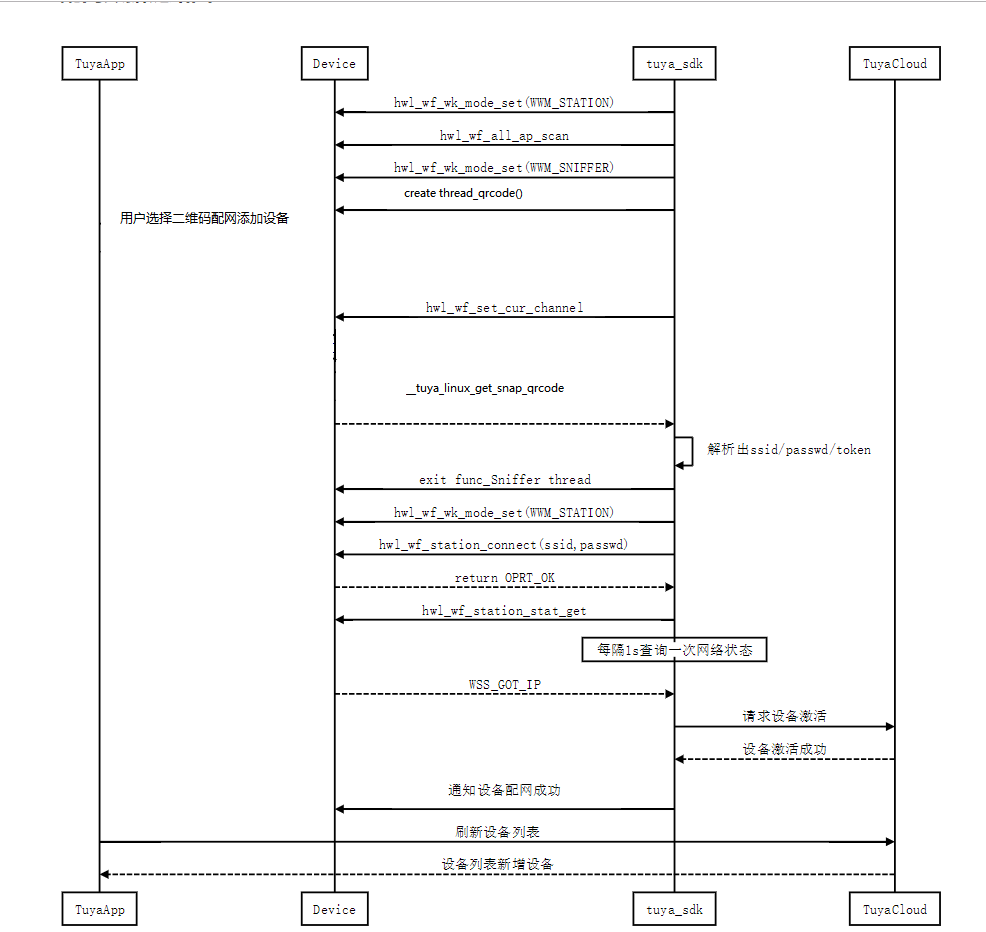 TuyaApp
Device
tuya_sdk
TuyaCloud
hwl_wf_wk_mode_set(WWM_STATION)
hwl_wf_all_ap_scan
hwl_wf_wk_mode_set(WWM_SNIFFER)
create thread_qrcode()
用户选择二维码配网添加设备
hwl_wf_set_cur_channel
__tuya_linux_get_snap_qrcode
解析出ssid/passwd/token
exit func_Sniffer thread
hwl_wf_wk_mode_set(WWM_STATION)
hwl_wf_station_connect(ssid,passwd)
return OPRT_OK
hwl_wf_station_stat_get
每隔1s查询一次网络状态
WSS_GOT_IP
请求设备激活
设备激活成功
通知设备配网成功
刷新设备列表
设备列表新增设备
TuyaApp
Device
tuya_sdk
TuyaCloud